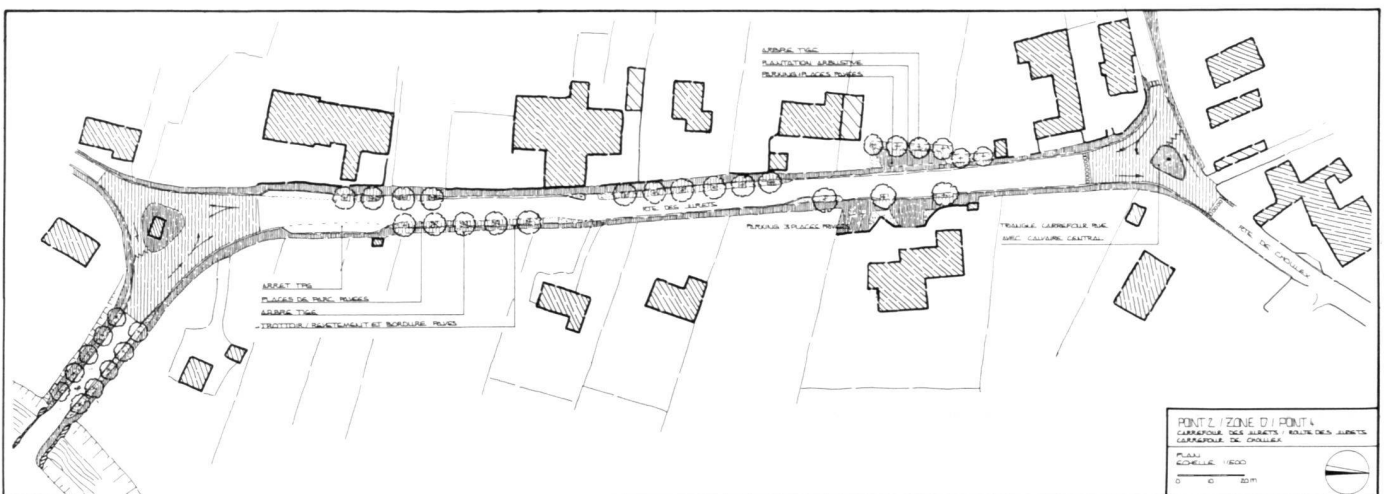 ARBRE TIGE
PLANTATION ARBUSTIVE
PARKING 1 PLACES PAVEES
RTE DES JURETS
PARKING 3 PLACES PAVEES
TRIANGLE CARREFOUR PAVE
AVEC CALVAIRE CENTRAL
RTE DE CHOULEX
ARRET TPG
PLACES DE PARC PAVEES
ARBRE TIGE
TROTTOIR / REVETEMENT ET BORDURE PAVES
POINT 2 / ZONE D / POINT 4
CARREFOUR DES JURETS / ROUTE DES JURETS
CARREFOUR DE CHOULEX
PLAN
ECHELLE 1:500
0 10 20 m